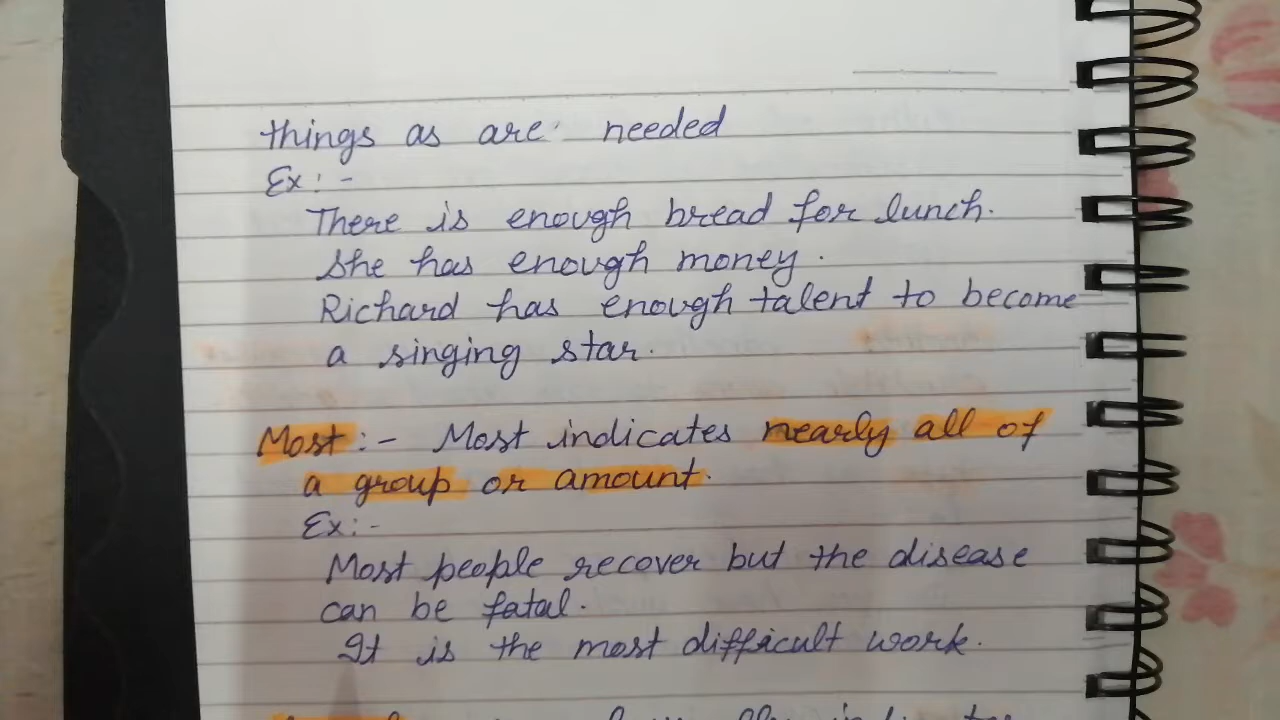 things as are needed
Ex:-
There is enough bread for lunch.
She has enough money.
Richard has enough talent to become
a singing star.
Most:- Most indicates nearly all of
a group or amount.
Ex:-
Most people recover but the disease
can be fatal.
It is the most difficult work.